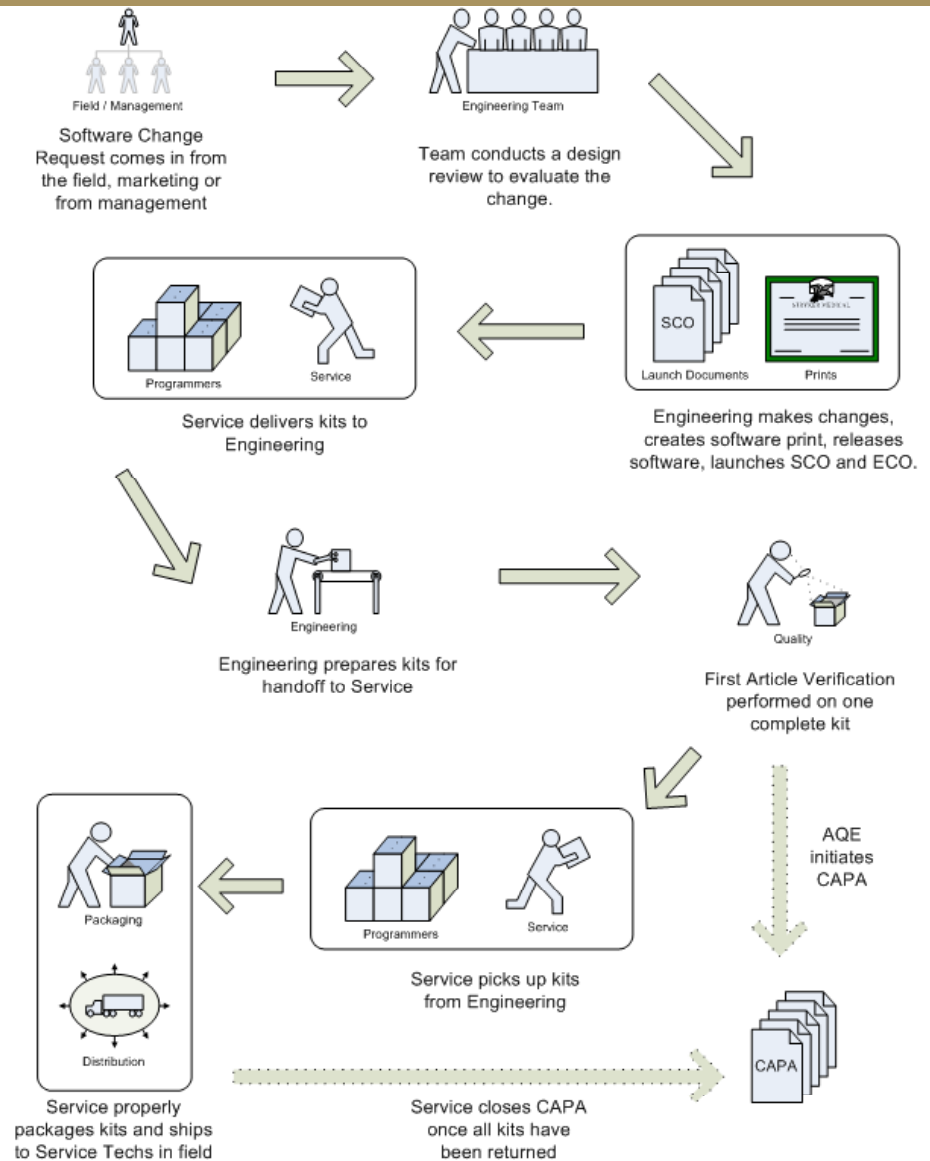 Field / Management
Software Change
Request comes in from
the field, marketing or
from management
Engineering Team
Team conducts a design
review to evaluate the
change.
SCO
Launch Documents
STRYKER MEDICAL
Prints
Engineering makes changes,
creates software print, releases
software, launches SCO and ECO.
Programmers
Service
Service delivers kits to
Engineering
Engineering
Engineering prepares kits for
handoff to Service
Quality
First Article Verification
performed on one
complete kit
AQE
initiates
CAPA
Programmers
Service
Service picks up kits
from Engineering
Packaging
Distribution
Service properly
packages kits and ships
to Service Techs in field
Service closes CAPA
once all kits have
been returned
CAPA